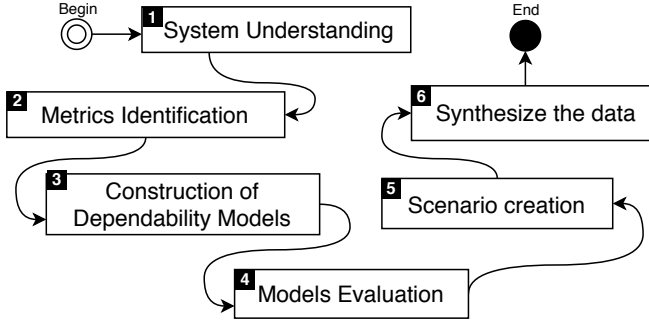 Begin
1
System Understanding
2
Metrics Identification
3
Construction of
Dependability Models
4
Models Evaluation
5
Scenario creation
6
Synthesize the data
End